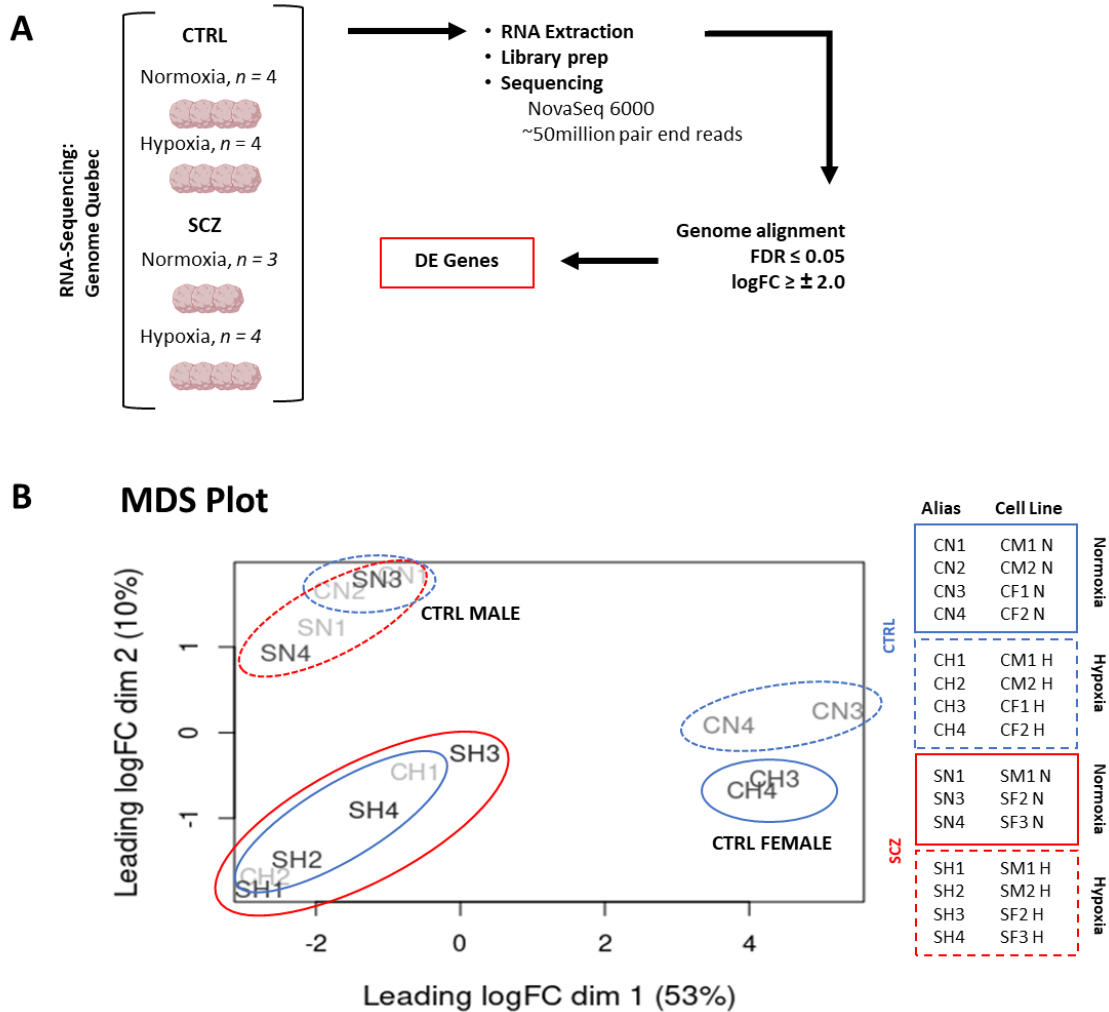 A
RNA-Sequencing:
Genome Quebec
CTRL
Normoxia, n = 4
Hypoxia, n = 4
SCZ
Normoxia, n = 3
Hypoxia, n = 4
• RNA Extraction
• Library prep
• Sequencing
NovaSeq 6000
~50million pair end reads
Genome alignment
FDR ≤ 0.05
logFC ≥ ± 2.0
DE Genes
B
MDS Plot
Leading logFC dim 2 (10%)
1
0
-1
SN3
CN1
CN2
SN1
SN4
CTRL MALE
SH3
CH1
SH4
SH2
CH2
SH1
CN3
CN4
CH3
CH4
CTRL FEMALE
-2 0 2 4
Leading logFC dim 1 (53%)
Alias Cell Line
CTRL
CN1 CM1 N
CN2 CM2 N
CN3 CF1 N
CN4 CF2 N
Normoxia
CH1 CM1 H
CH2 CM2 H
CH3 CF1 H
CH4 CF2 H
Hypoxia
SCZ
SN1 SM1 N
SN3 SF2 N
SN4 SF3 N
Normoxia
SH1 SM1 H
SH2 SM2 H
SH3 SF2 H
SH4 SF3 H
Hypoxia